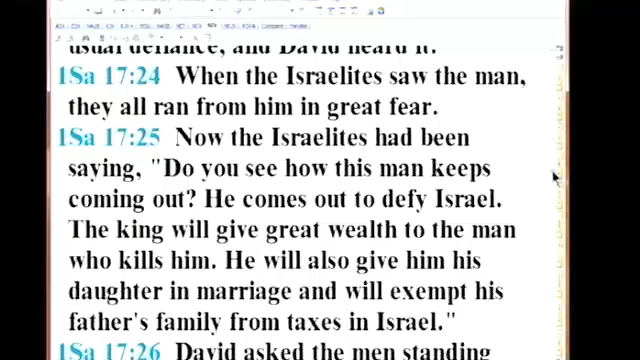 usual defiance, and David heard it.
1Sa 17:24 When the Israelites saw the man,
they all ran from him in great fear.
1Sa 17:25 Now the Israelites had been
saying, "Do you see how this man keeps
coming out? He comes out to defy Israel.
The king will give great wealth to the man
who kills him. He will also give him his
daughter in marriage and will exempt his
father's family from taxes in Israel."
1Sa 17:26 David asked the men standing